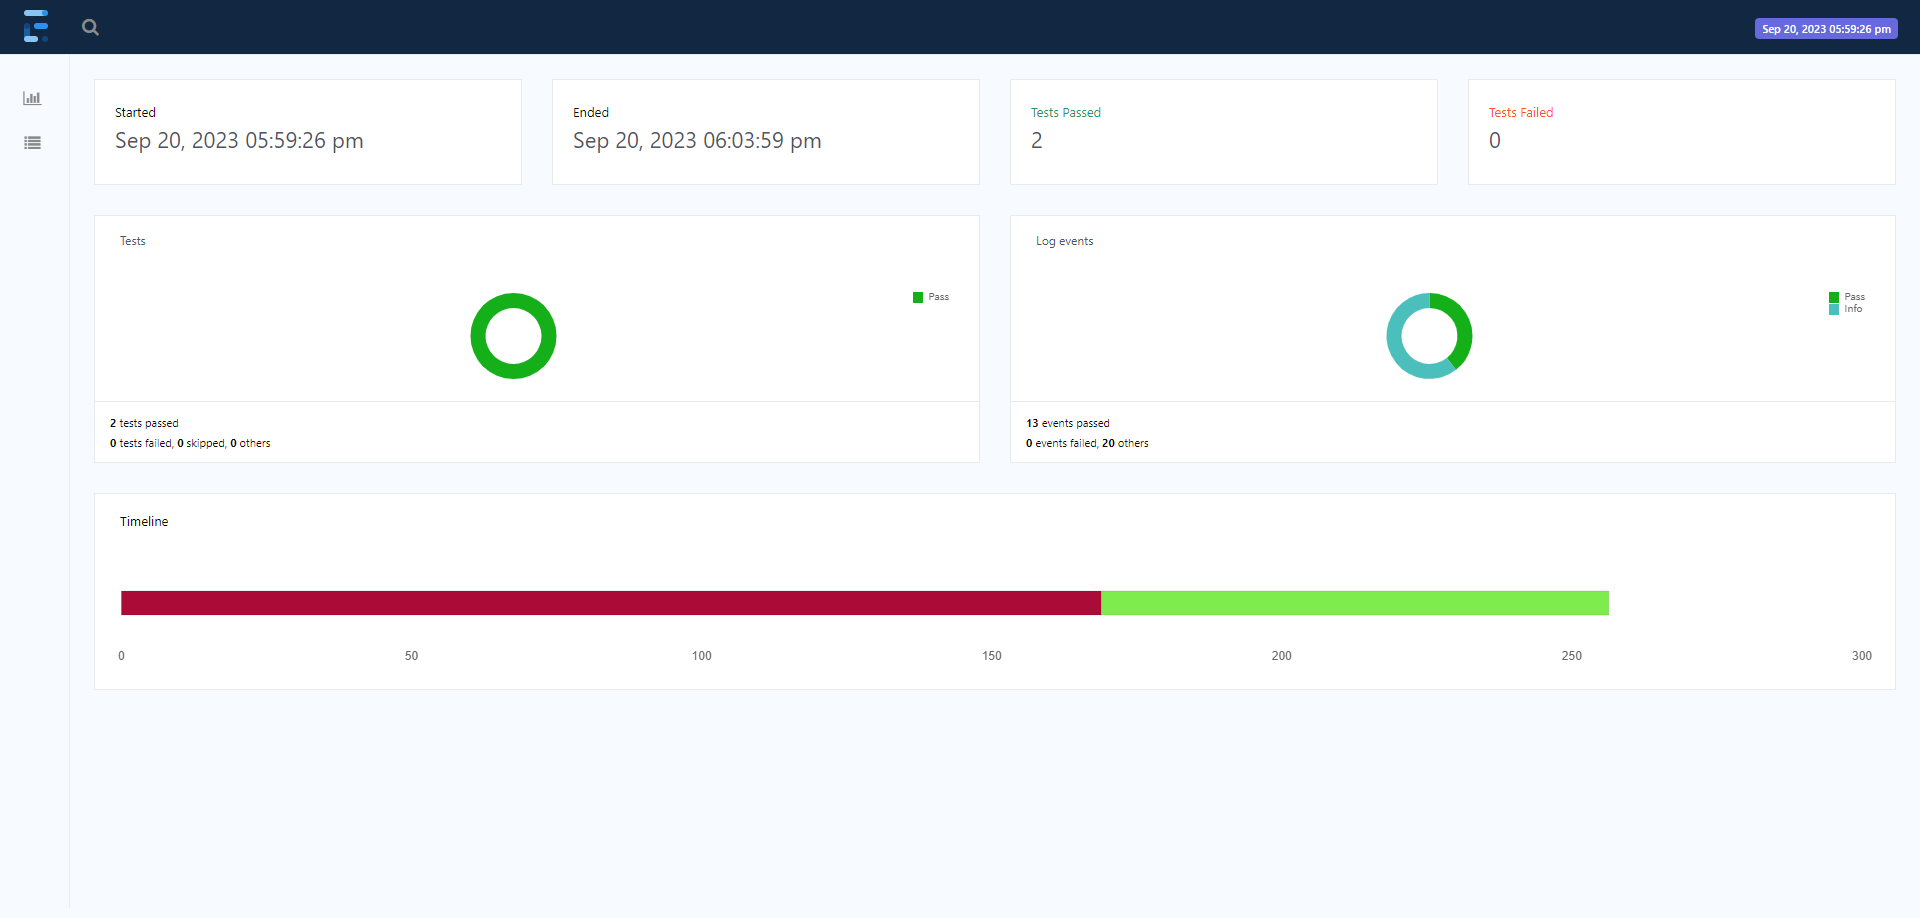 Sep 20, 2023 05:59:26 pm
Started
Sep 20, 2023 05:59:26 pm
Ended
Sep 20, 2023 06:03:59 pm
Tests Passed
2
Tests Failed
0
Tests
Pass
2 tests passed
0 tests failed, 0 skipped, 0 others
Log events
Pass
Info
13 events passed
0 events failed, 20 others
Timeline
0 50 100 150 200 250 300